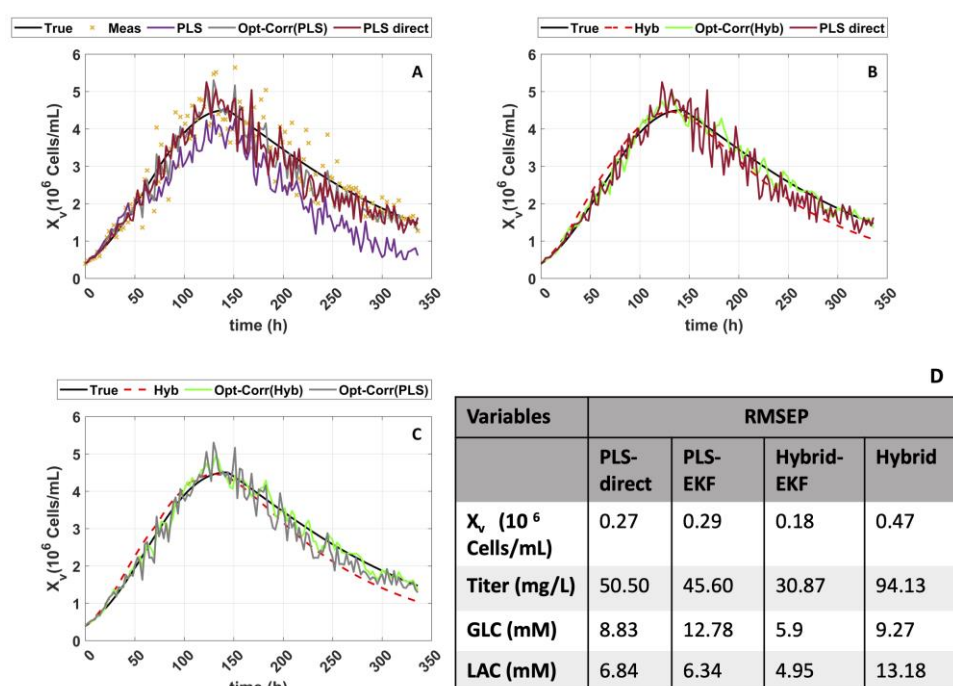 True Meas PLS Opt-Corr(PLS) PLS direct
A
X_v(10^6 Cells/mL)
6
5
4
3
2
1
0
0 50 100 150 200 250 300 350
time (h)
True Hyb Opt-Corr(Hyb) PLS direct
B
X_v(10^6 Cells/mL)
6
5
4
3
2
1
0
0 50 100 150 200 250 300 350
time (h)
True Hyb Opt-Corr(Hyb) Opt-Corr(PLS)
C
X_v(10^6 Cells/mL)
6
5
4
3
2
1
0
0 50 100 150 200 250 300 350
time (h)
D
Variables RMSEP
PLS-direct PLS-EKF Hybrid-EKF Hybrid
X_v (10^6 Cells/mL) 0.27 0.29 0.18 0.47
Titer (mg/L) 50.50 45.60 30.87 94.13
GLC (mM) 8.83 12.78 5.9 9.27
LAC (mM) 6.84 6.34 4.95 13.18